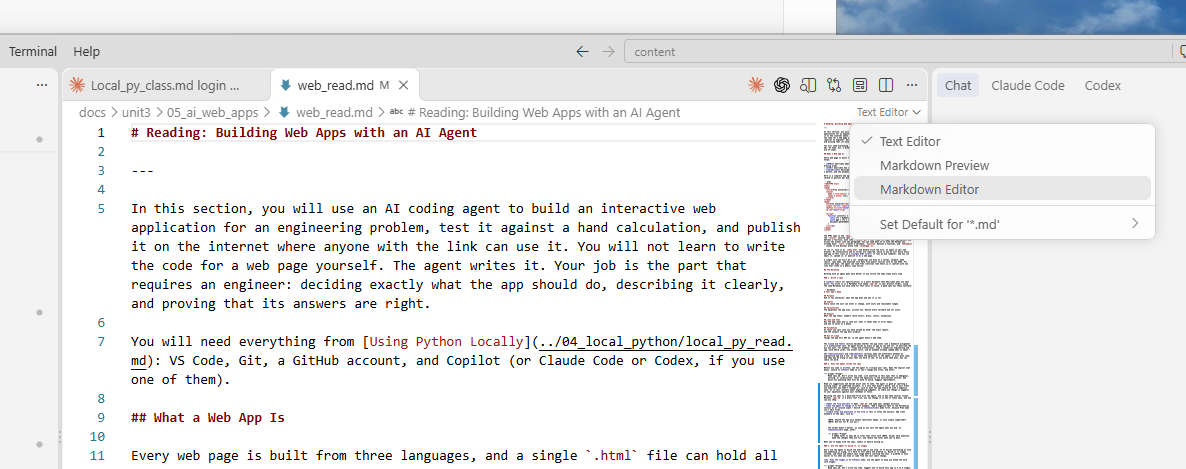 Terminal Help
content
Local_py_class.md login ...
web_read.md M
docs > unit3 > 05_ai_web_apps > web_read.md > abc # Reading: Building Web Apps with an AI Agent
Text Editor
Chat Claude Code Codex
Text Editor
Markdown Preview
Markdown Editor
Set Default for '*.md'
1 # Reading: Building Web Apps with an AI Agent
2
3 ---
4
5 In this section, you will use an AI coding agent to build an interactive web
application for an engineering problem, test it against a hand calculation, and publish
it on the internet where anyone with the link can use it. You will not learn to write
the code for a web page yourself. The agent writes it. Your job is the part that
requires an engineer: deciding exactly what the app should do, describing it clearly,
and proving that its answers are right.
6
7 You will need everything from [Using Python Locally](../04_local_python/local_py_read.
md): VS Code, Git, a GitHub account, and Copilot (or Claude Code or Codex, if you use
one of them).
8
9 ## What a Web App Is
10
11 Every web page is built from three languages, and a single `.html` file can hold all